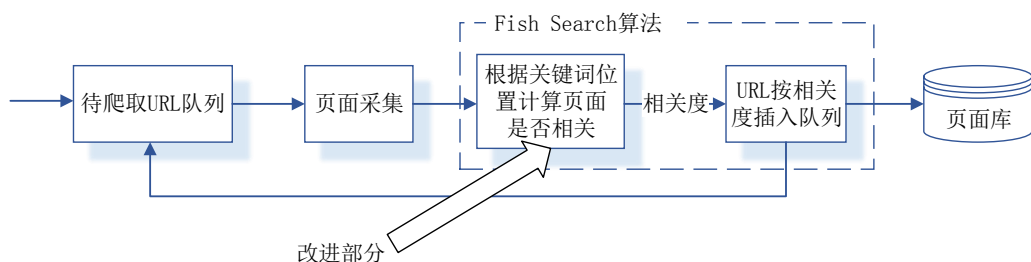 Fish Search算法
待爬取URL队列
页面采集
根据关键词位
置计算页面
是否相关
相关度
URL按相关
度插入队列
页面库
改进部分